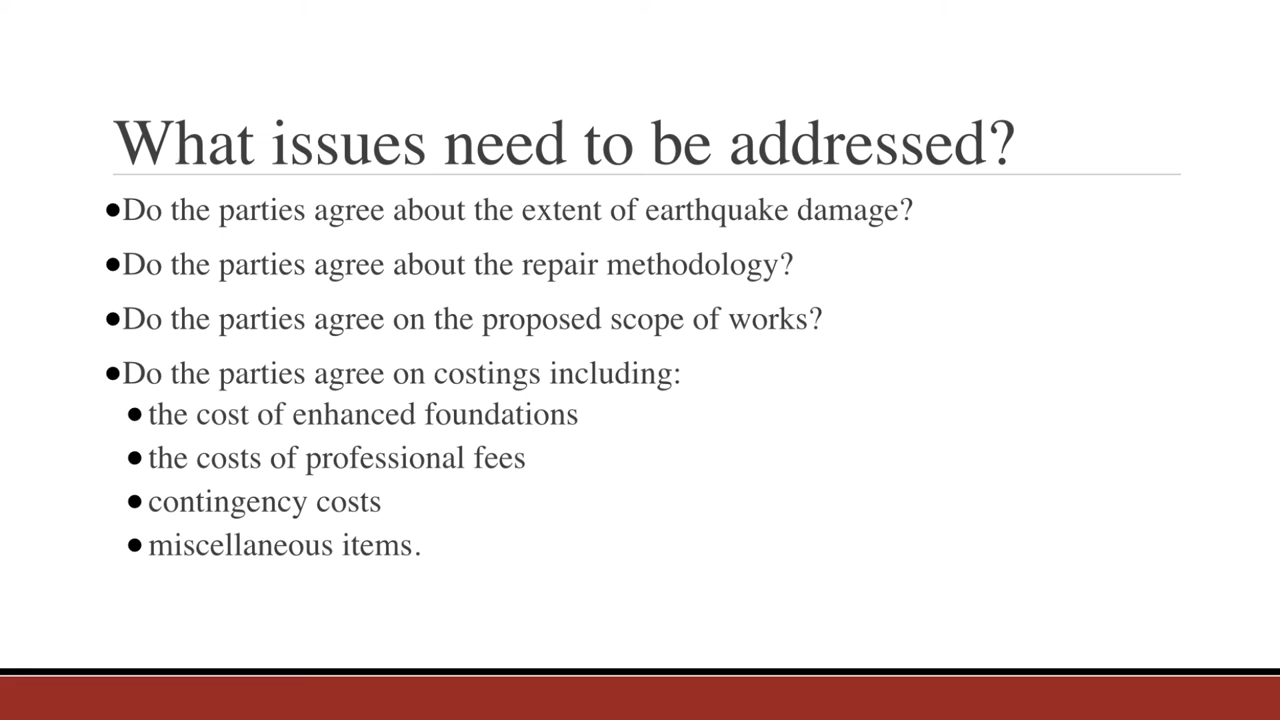 What issues need to be addressed?
●Do the parties agree about the extent of earthquake damage?
●Do the parties agree about the repair methodology?
●Do the parties agree on the proposed scope of works?
●Do the parties agree on costings including:
●the cost of enhanced foundations
●the costs of professional fees
●contingency costs
●miscellaneous items.